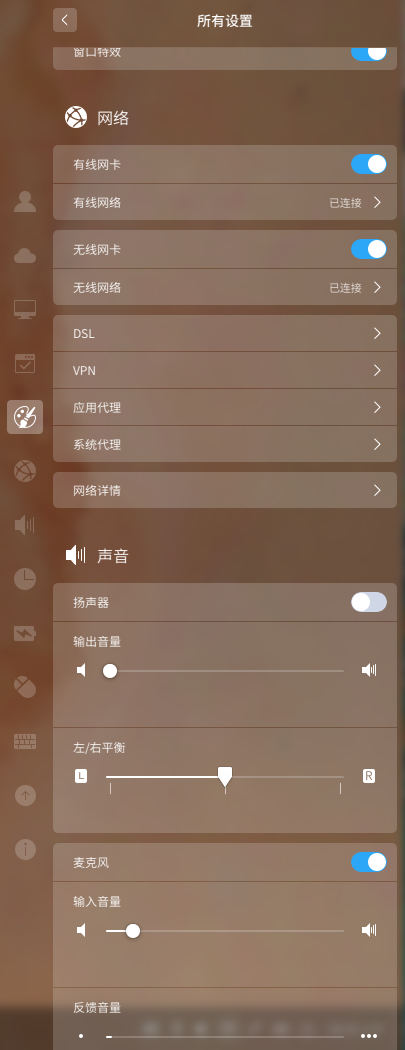 所有设置
窗口特效
网络
有线网卡
有线网络 已连接
无线网卡
无线网络 已连接
DSL
VPN
应用代理
系统代理
网络详情
声音
扬声器
输出音量
左/右平衡
L R
麦克风
输入音量
反馈音量